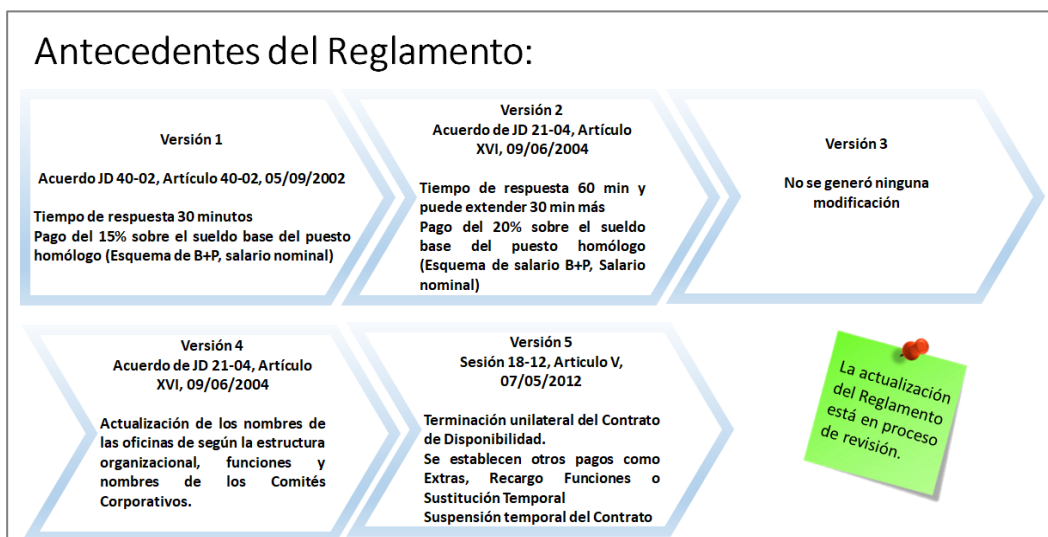 Antecedentes del Reglamento:
Versión 1
Acuerdo JD 40-02, Artículo 40-02, 05/09/2002
Tiempo de respuesta 30 minutos
Pago del 15% sobre el sueldo base del puesto
homólogo (Esquema de B+P, salario nominal)
Versión 2
Acuerdo de JD 21-04, Artículo
XVI, 09/06/2004
Tiempo de respuesta 60 min y
puede extender 30 min más
Pago del 20% sobre el sueldo
base del puesto homólogo
(Esquema de salario B+P, Salario
nominal)
Versión 3
No se generó ninguna
modificación
Versión 4
Acuerdo de JD 21-04, Artículo
XVI, 09/06/2004
Actualización de los nombres de
las oficinas de según la estructura
organizacional, funciones y
nombres de los Comités
Corporativos.
Versión 5
Sesión 18-12, Articulo V,
07/05/2012
Terminación unilateral del Contrato
de Disponibilidad.
Se establecen otros pagos como
Extras, Recargo Funciones o
Sustitución Temporal
Suspensión temporal del Contrato
La actualización
del Reglamento
está en proceso
de revisión.